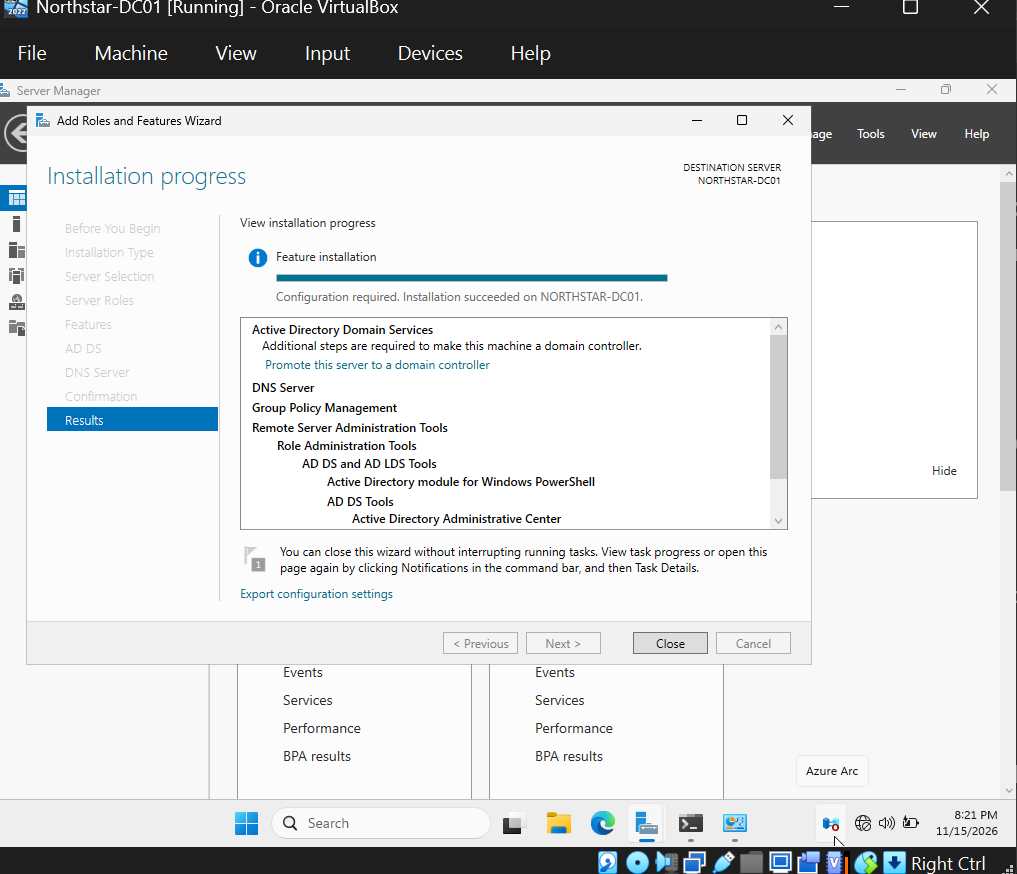 2022
Northstar-DC01 [Running] - Oracle VirtualBox
File Machine View Input Devices Help
Server Manager
Add Roles and Features Wizard
age Tools View Help
Installation progress
DESTINATION SERVER
NORTHSTAR-DC01
Before You Begin
Installation Type
Server Selection
Server Roles
Features
AD DS
DNS Server
Confirmation
Results
View installation progress
Feature installation
Configuration required. Installation succeeded on NORTHSTAR-DC01.
Active Directory Domain Services
Additional steps are required to make this machine a domain controller.
Promote this server to a domain controller
DNS Server
Group Policy Management
Remote Server Administration Tools
Role Administration Tools
AD DS and AD LDS Tools
Active Directory module for Windows PowerShell
AD DS Tools
Active Directory Administrative Center
1
You can close this wizard without interrupting running tasks. View task progress or open this
page again by clicking Notifications in the command bar, and then Task Details.
Export configuration settings
< Previous Next > Close Cancel
Hide
Events Events
Services Services
Performance Performance
BPA results BPA results
Azure Arc
Search
8:21 PM
11/15/2026
Right Ctrl